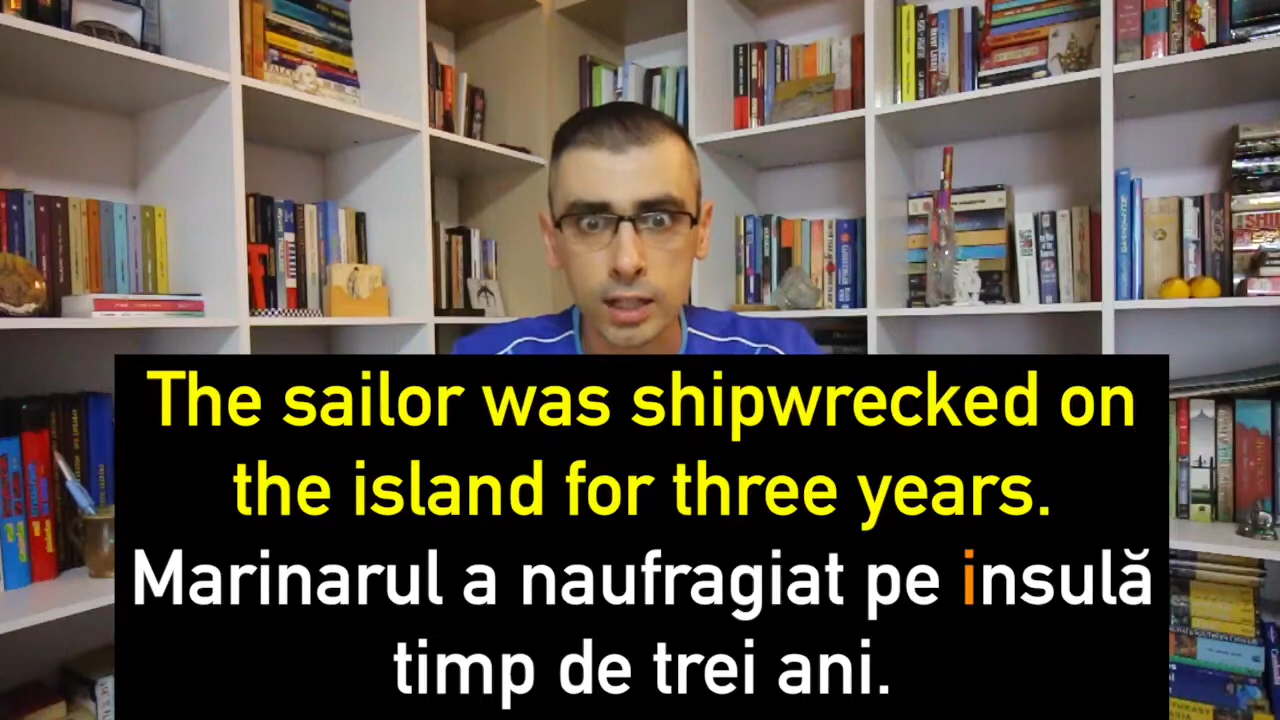 The sailor was shipwrecked on
the island for three years.
Marinarul a naufragiat pe insulă
timp de trei ani.